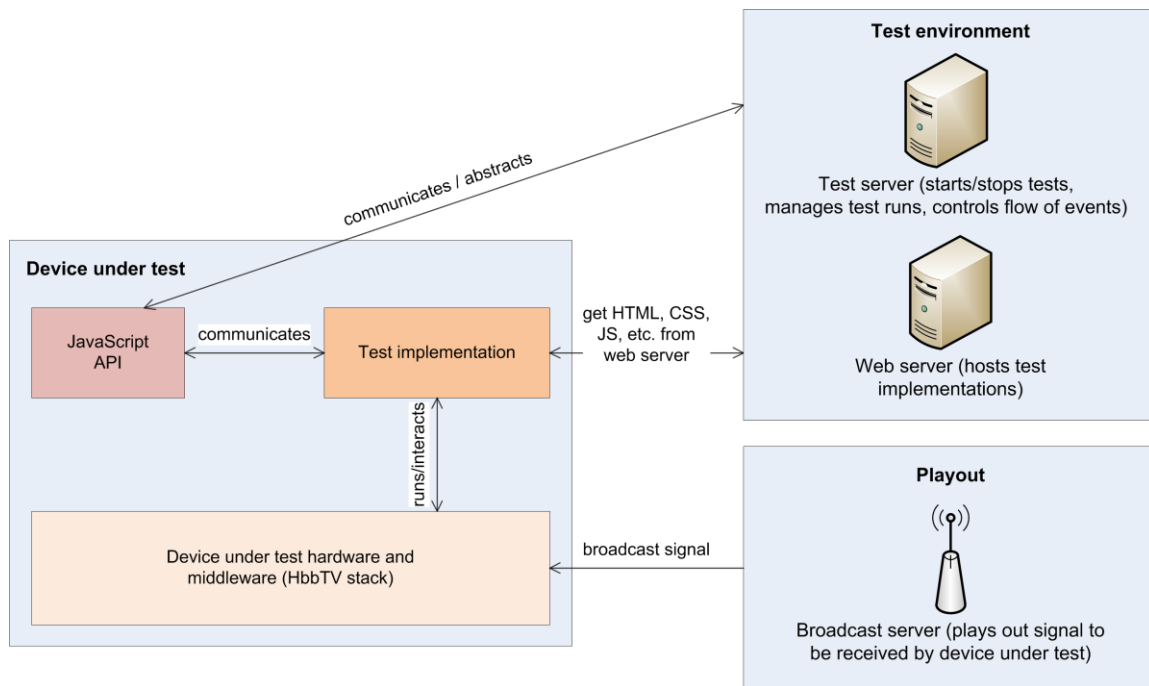 Test environment
Test server (starts/stops tests,
manages test runs, controls flow of events)
communicates / abstracts
Device under test
JavaScript
API
communicates
Test implementation
get HTML, CSS,
JS, etc. from
web server
Web server (hosts test
implementations)
runs/interacts
Playout
Device under test hardware and
middleware (HbbTV stack)
broadcast signal
Broadcast server (plays out signal to
be received by device under test)